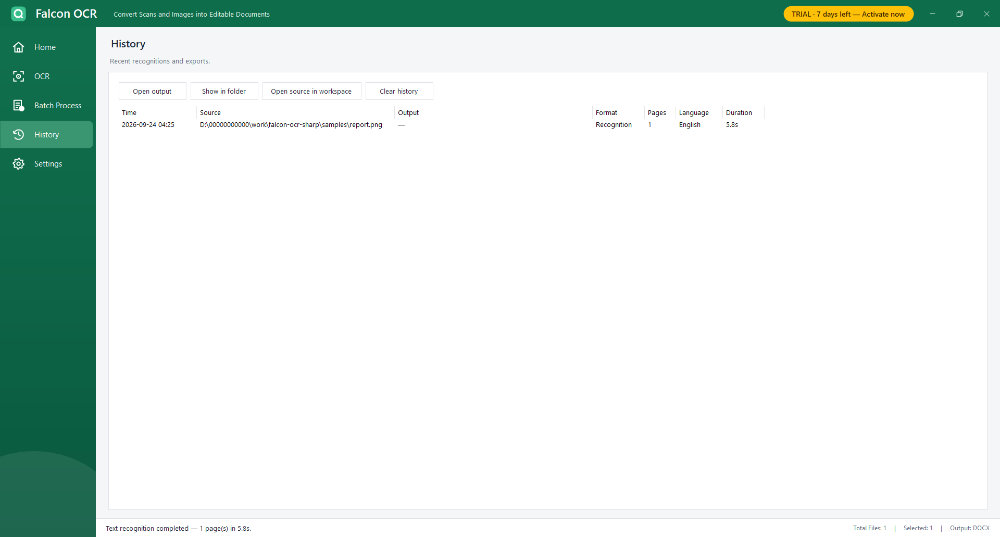 Falcon OCR
Convert Scans and Images into Editable Documents
TRIAL · 7 days left — Activate now
Home
OCR
Batch Process
History
Settings
History
Recent recognitions and exports.
Open output
Show in folder
Open source in workspace
Clear history
Time Source Output Format Pages Language Duration
2026-09-24 04:25 D:\00000000000\work\falcon-ocr-sharp\samples\report.png — Recognition 1 English 5.8s
Text recognition completed — 1 page(s) in 5.8s.
Total Files: 1 | Selected: 1 | Output: DOCX